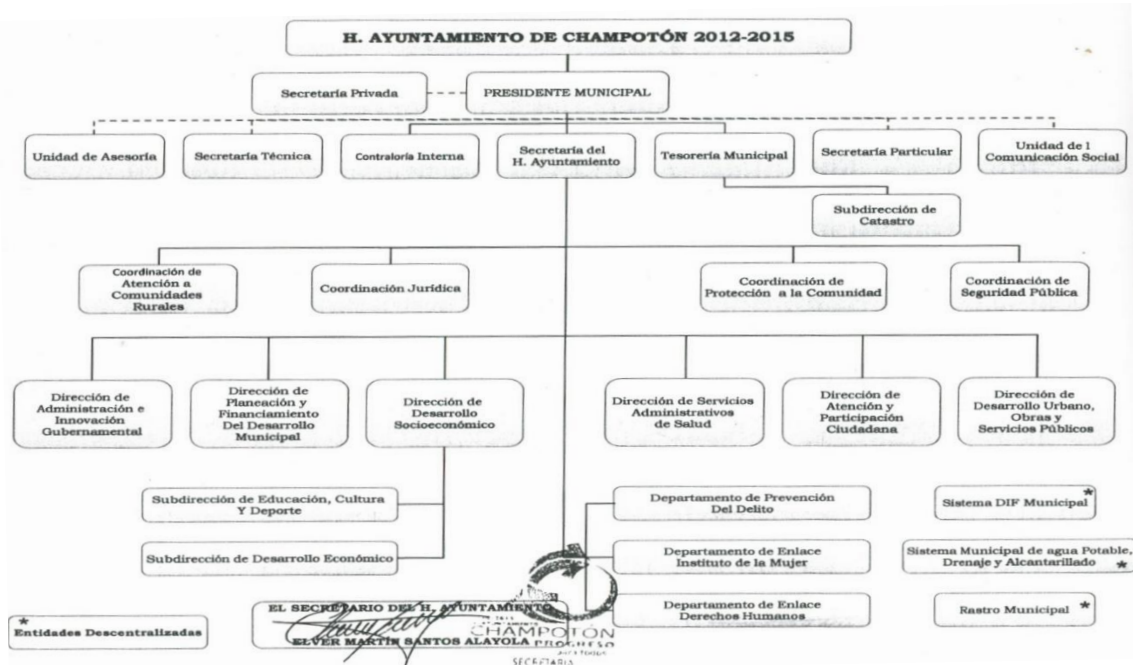 H. AYUNTAMIENTO DE CHAMPOTÓN 2012-2015
Secretaría Privada
PRESIDENTE MUNICIPAL
Unidad de Asesoría
Secretaría Técnica
Contraloría Interna
Secretaría del
H. Ayuntamiento
Tesorería Municipal
Secretaría Particular
Unidad de l
Comunicación Social
Subdirección de
Catastro
Coordinación de
Atención a
Comunidades
Rurales
Coordinación Jurídica
Coordinación de
Protección a la Comunidad
Coordinación de
Seguridad Pública
Dirección de
Administración e
Innovación
Gubernamental
Dirección de
Planeación y
Financiamiento
Del Desarrollo
Municipal
Dirección de
Desarrollo
Socioeconómico
Dirección de Servicios
Administrativos
de Salud
Dirección de
Atención y
Participación
Ciudadana
Dirección de
Desarrollo Urbano,
Obras y
Servicios Públicos
Subdirección de Educación, Cultura
Y Deporte
Departamento de Prevención
Del Delito
Sistema DIF Municipal *
Subdirección de Desarrollo Económico
Departamento de Enlace
Instituto de la Mujer
Sistema Municipal de agua Potable,
Drenaje y Alcantarillado *
Departamento de Enlace
Derechos Humanos
Rastro Municipal *
*
Entidades Descentralizadas
EL SECRETARIO DEL H. AYUNTAMIENTO
ELVER MARTÍN SANTOS ALAYOLA
CHAMPOTON
PROGRESO
SECRETARIA